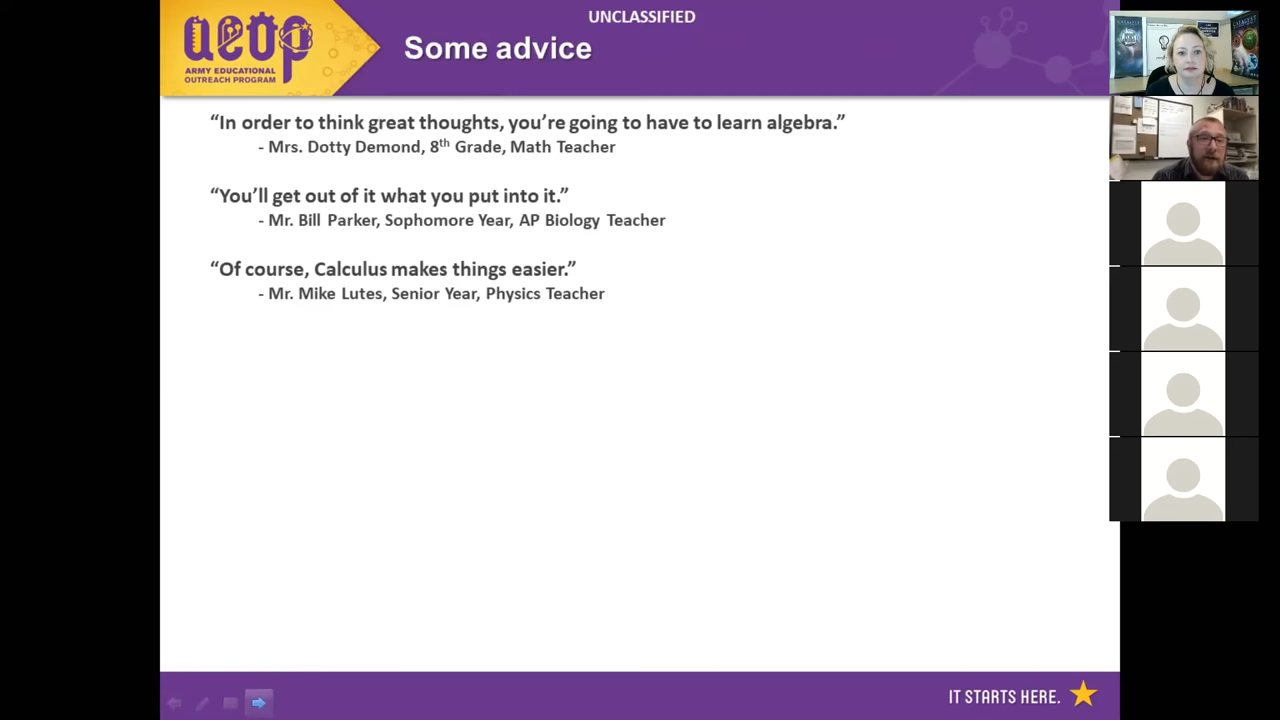 UNCLASSIFIED
aeop
ARMY EDUCATIONAL
OUTREACH PROGRAM
Some advice
“In order to think great thoughts, you’re going to have to learn algebra.”
- Mrs. Dotty Demond, 8th Grade, Math Teacher
“You’ll get out of it what you put into it.”
- Mr. Bill Parker, Sophomore Year, AP Biology Teacher
“Of course, Calculus makes things easier.”
- Mr. Mike Lutes, Senior Year, Physics Teacher
IT STARTS HERE.